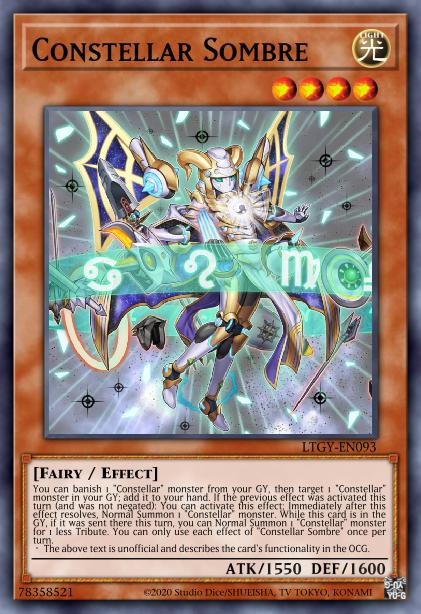 CONSTELLAR SOMBRE
LIGHT
光
♋ ♌ ♍
LTGY-EN093
[FAIRY / EFFECT]
You can banish 1 "Constellar" monster from your GY, then target 1 "Constellar"
monster in your GY; add it to your hand. If the previous effect was activated this
turn (and was not negated): You can activate this effect; Immediately after this
effect resolves, Normal Summon 1 "Constellar" monster. While this card is in the
GY, if it was sent there this turn, you can Normal Summon 1 "Constellar" monster
for 1 less Tribute. You can only use each effect of "Constellar Sombre" once per
turn.
· The above text is unofficial and describes the card's functionality in the OCG.
ATK/1550 DEF/1600
78358521
©2020 Studio Dice/SHUEISHA, TV TOKYO, KONAMI